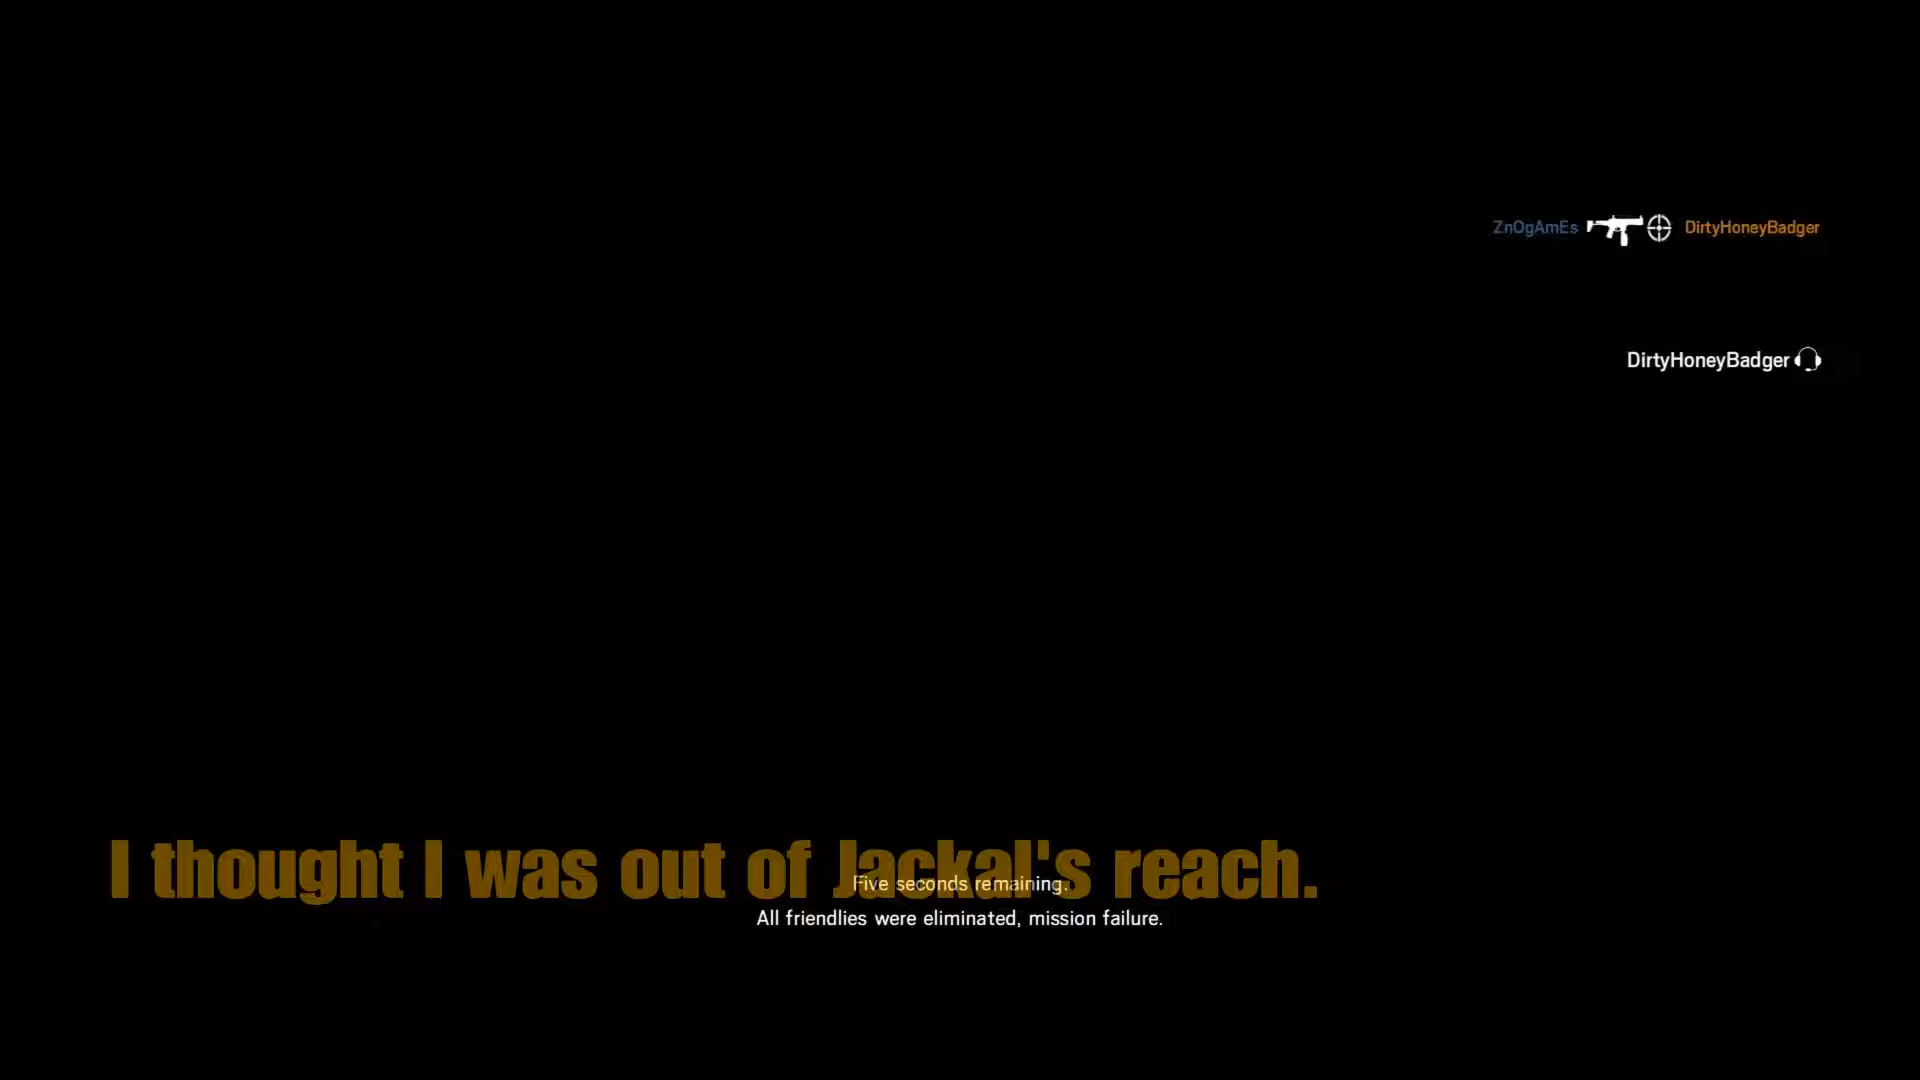 ZnOgAmEs DirtyHoneyBadger
DirtyHoneyBadger
I thought I was out of Jackal's reach.
Five seconds remaining.
All friendlies were eliminated, mission failure.